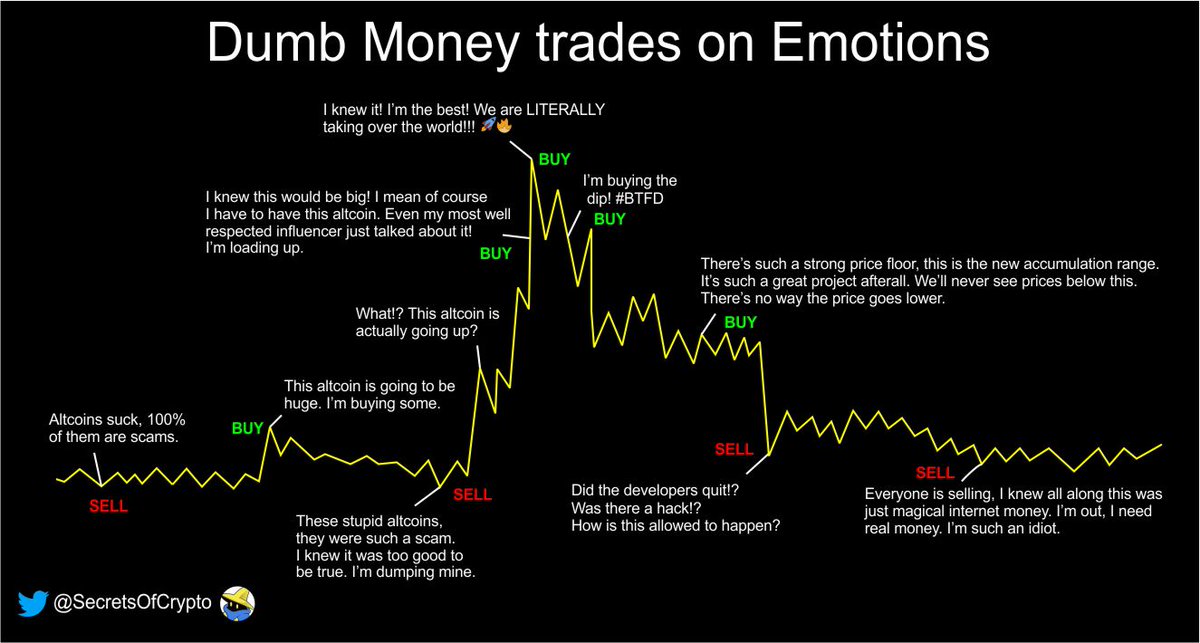 Dumb Money trades on Emotions
I knew it! I'm the best! We are LITERALLY
taking over the world!!! 🚀🔥
BUY
I'm buying the
dip! #BTFD
BUY
I knew this would be big! I mean of course
I have to have this altcoin. Even my most well
respected influencer just talked about it!
I'm loading up.
BUY
There's such a strong price floor, this is the new accumulation range.
It's such a great project afterall. We'll never see prices below this.
There's no way the price goes lower.
BUY
What!? This altcoin is
actually going up?
This altcoin is going to be
huge. I'm buying some.
BUY
Altcoins suck, 100%
of them are scams.
SELL
SELL
These stupid altcoins,
they were such a scam.
I knew it was too good to
be true. I'm dumping mine.
SELL
Did the developers quit!?
Was there a hack!?
How is this allowed to happen?
SELL
Everyone is selling, I knew all along this was
just magical internet money. I'm out, I need
real money. I'm such an idiot.
@SecretsOfCrypto